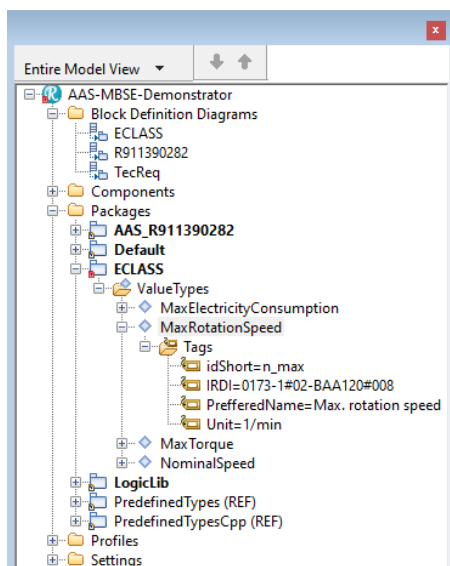 Entire Model View
AAS-MBSE-Demonstrator
Block Definition Diagrams
ECLASS
R911390282
TecReq
Components
Packages
AAS_R911390282
Default
ECLASS
ValueTypes
MaxElectricityConsumption
MaxRotationSpeed
Tags
idShort=n_max
IRDI=0173-1#02-BAA120#008
PrefferedName=Max. rotation speed
Unit=1/min
MaxTorque
NominalSpeed
LogicLib
PredefinedTypes (REF)
PredefinedTypesCpp (REF)
Profiles
Settings